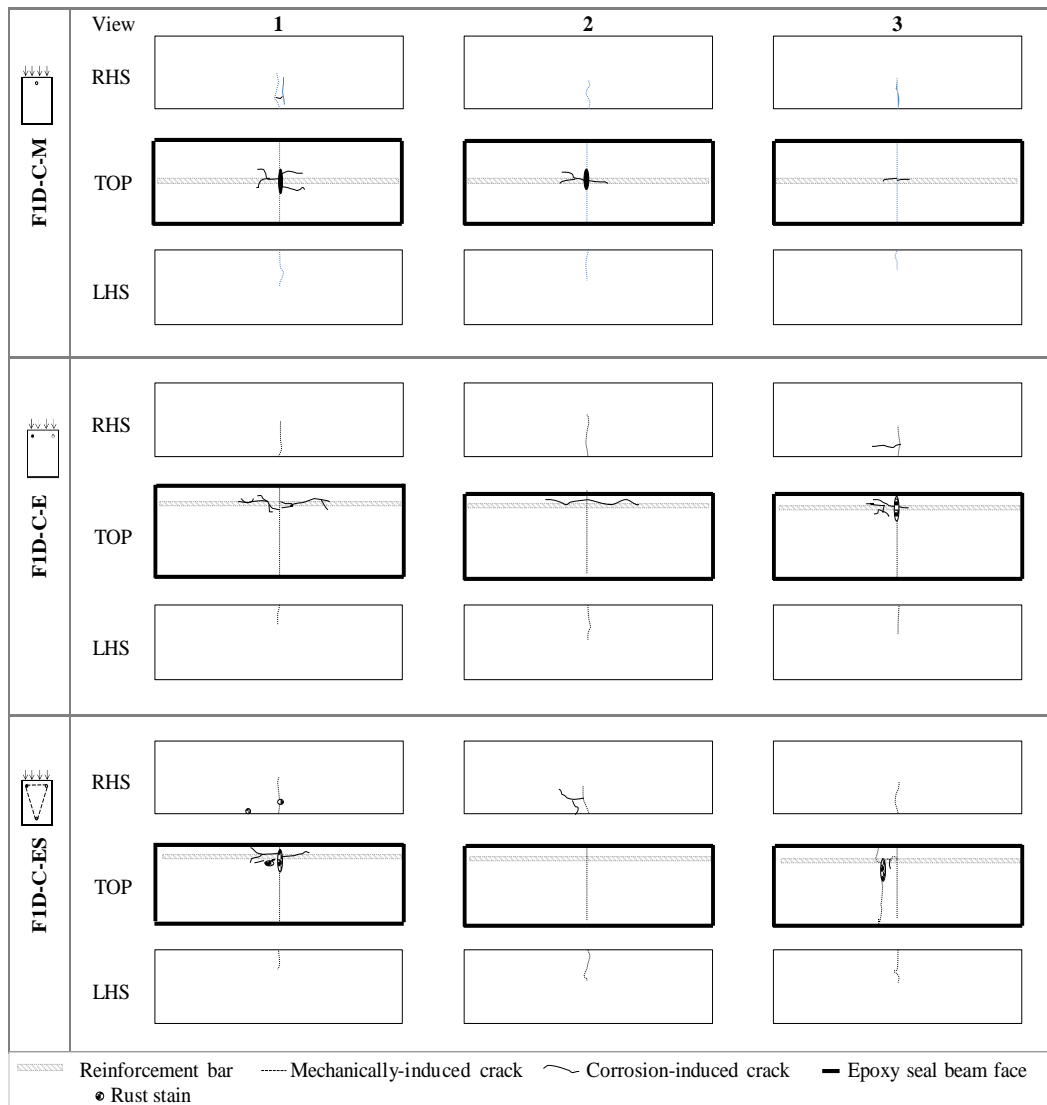 View 1 2 3
RHS
TOP
LHS
F1D-C-M
RHS
TOP
LHS
F1D-C-E
RHS
TOP
LHS
F1D-C-ES
Reinforcement bar Mechanically-induced crack Corrosion-induced crack Epoxy seal beam face
Rust stain